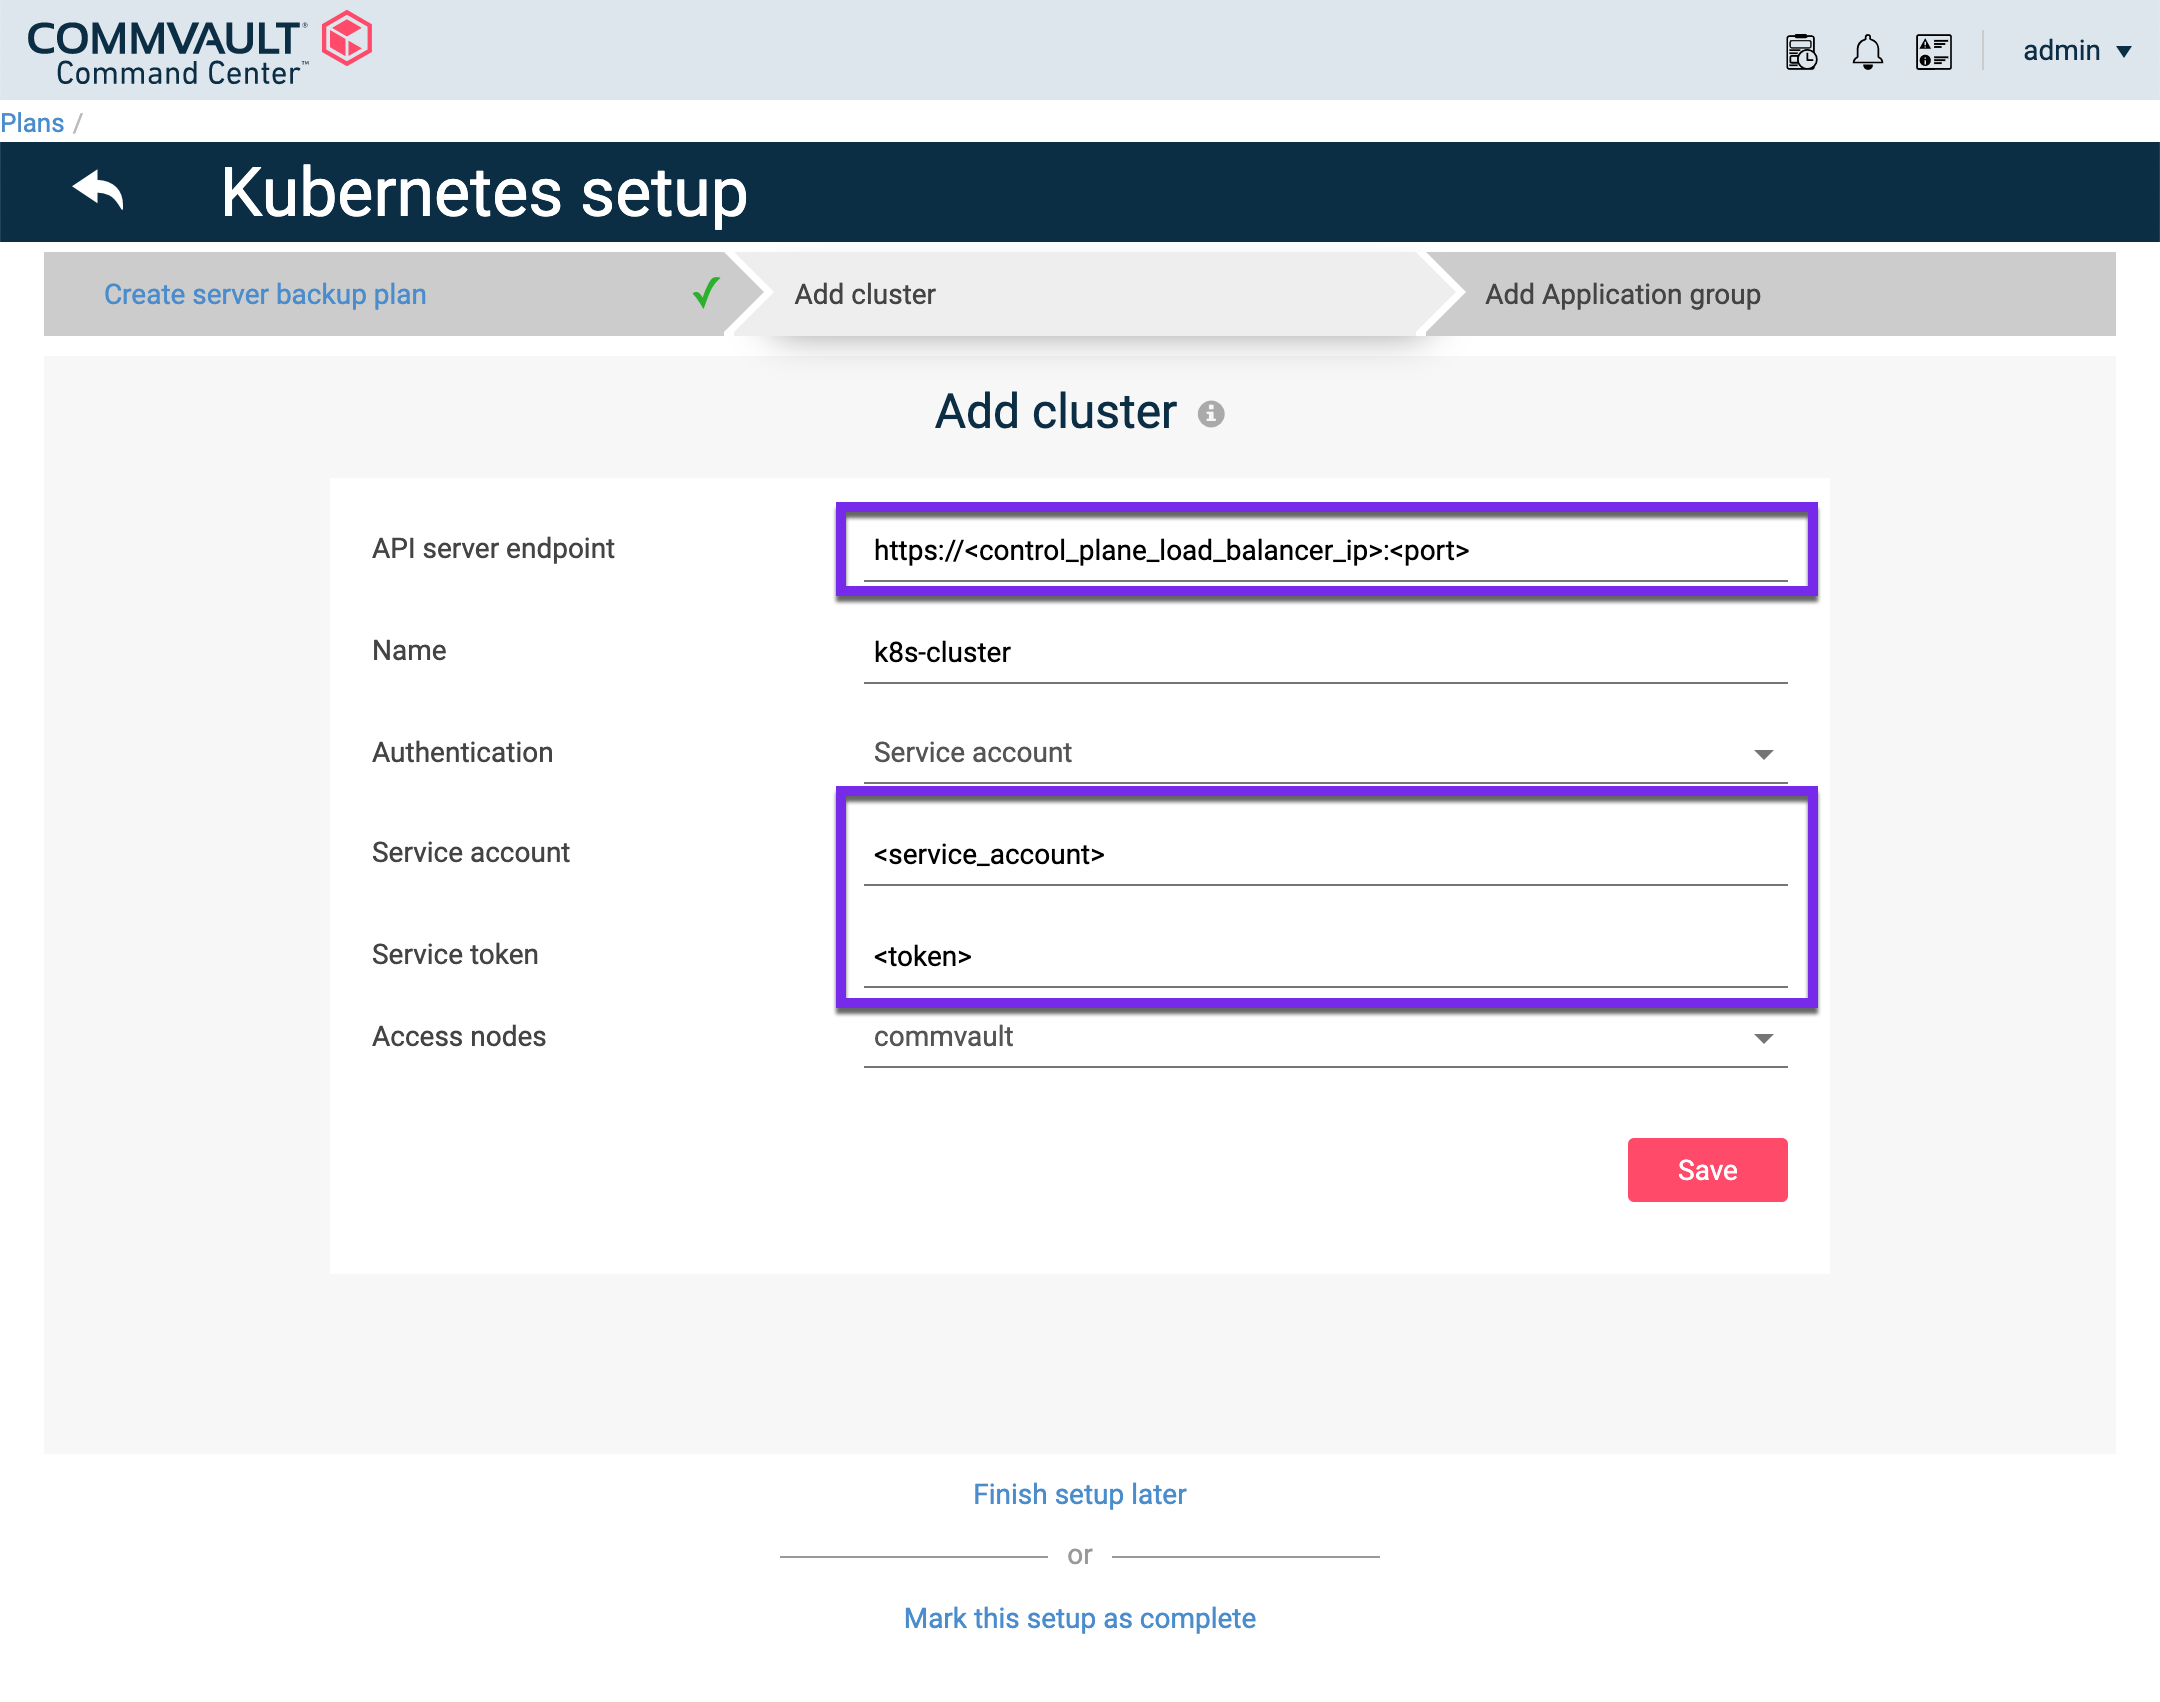 COMMVAULT®
Command Center™
admin
Plans /
Kubernetes setup
Create server backup plan
Add cluster
Add Application group
Add cluster
API server endpoint
https://<control_plane_load_balancer_ip>:<port>
Name
k8s-cluster
Authentication
Service account
Service account
<service_account>
Service token
<token>
Access nodes
commvault
Save
Finish setup later
or
Mark this setup as complete